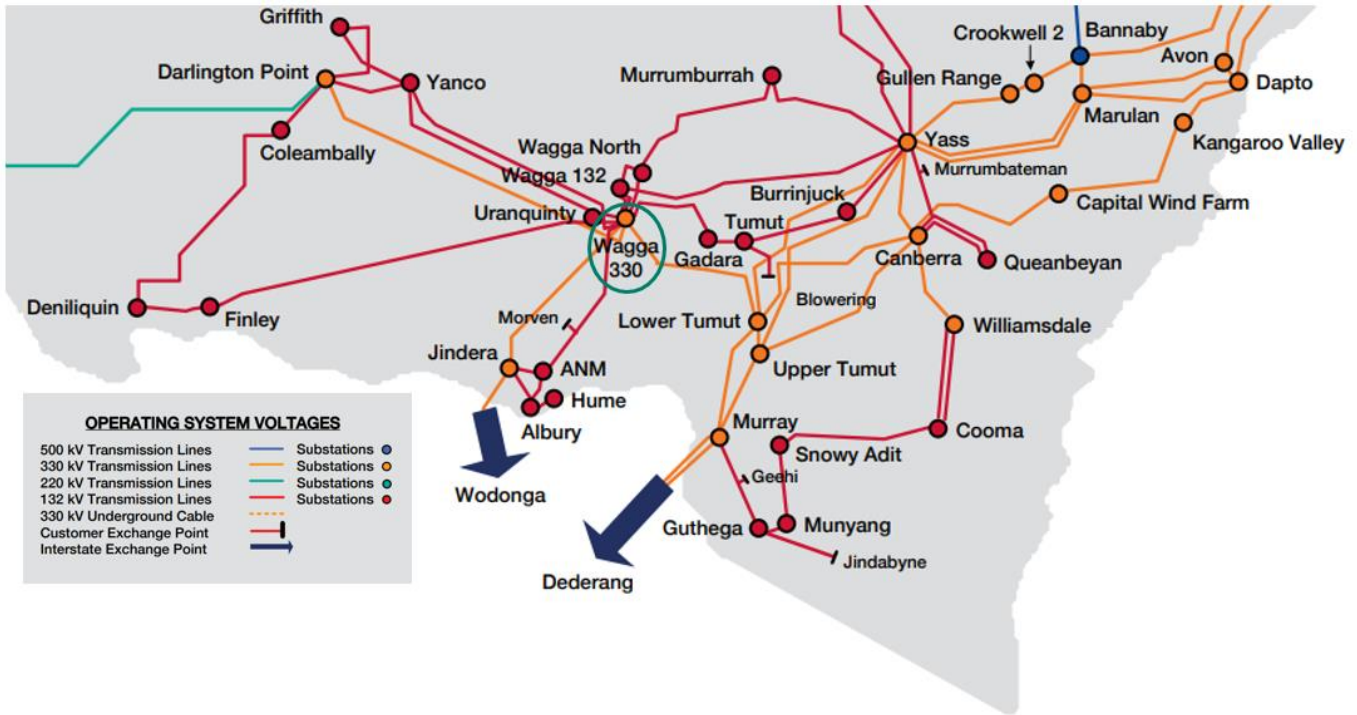 Griffith
Bannaby
Crookwell 2
Avon
Darlington Point
Yanco
Murrumburrah
Gullen Range
Dapto
Marulan
Coleambally
Wagga North
Yass
Kangaroo Valley
Wagga 132
Murrumbateman
Burrinjuck
Uranquinty
Tumut
Capital Wind Farm
Wagga
330
Gadara
Canberra
Queanbeyan
Deniliquin
Finley
Blowering
Morven
Lower Tumut
Williamsdale
Jindera
ANM
Upper Tumut
Hume
Albury
Murray
Cooma
Snowy Adit
Geehi
Wodonga
Guthega
Munyang
Jindabyne
Dederang
OPERATING SYSTEM VOLTAGES
500 kV Transmission Lines Substations
330 kV Transmission Lines Substations
220 kV Transmission Lines Substations
132 kV Transmission Lines Substations
330 kV Underground Cable
Customer Exchange Point
Interstate Exchange Point